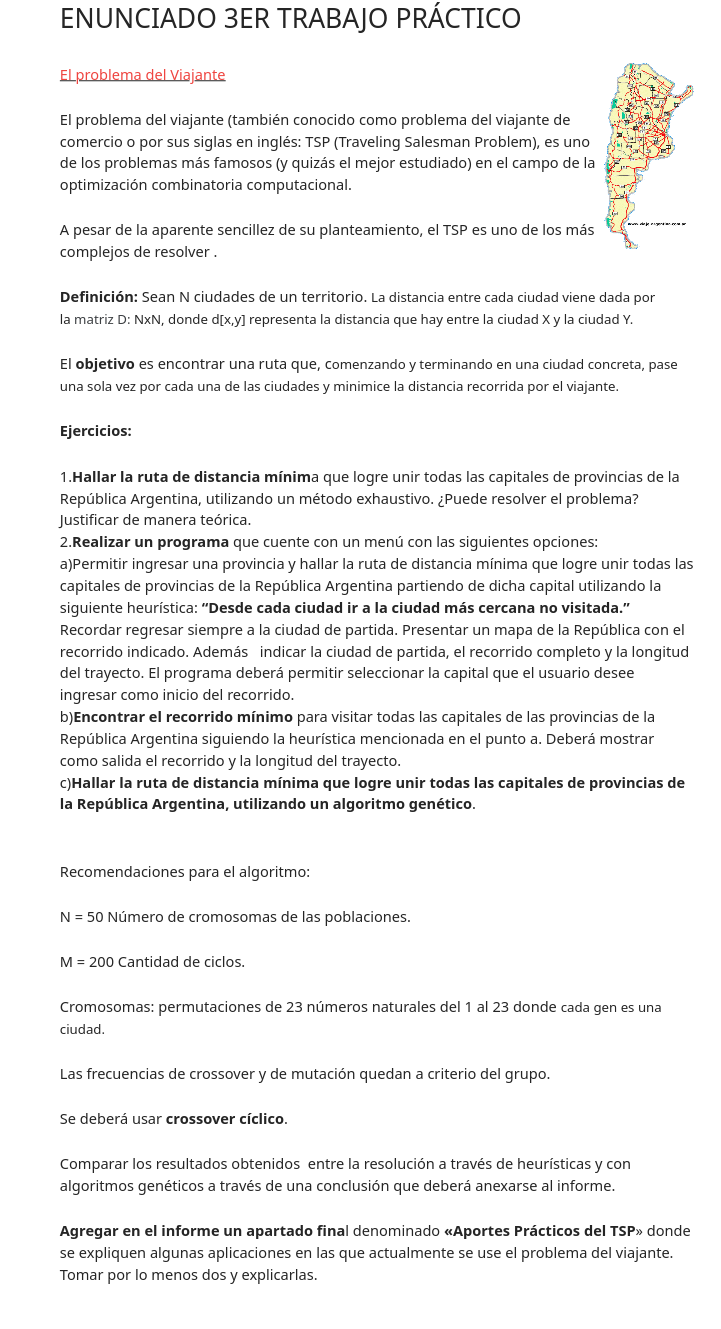 ENUNCIADO 3ER TRABAJO PRÁCTICO
El problema del Viajante
El problema del viajante (también conocido como problema del viajante de
comercio o por sus siglas en inglés: TSP (Traveling Salesman Problem), es uno
de los problemas más famosos (y quizás el mejor estudiado) en el campo de la
optimización combinatoria computacional.
A pesar de la aparente sencillez de su planteamiento, el TSP es uno de los más
complejos de resolver .
Definición: Sean N ciudades de un territorio. La distancia entre cada ciudad viene dada por
la matriz D: NxN, donde d[x,y] representa la distancia que hay entre la ciudad X y la ciudad Y.
El objetivo es encontrar una ruta que, comenzando y terminando en una ciudad concreta, pase
una sola vez por cada una de las ciudades y minimice la distancia recorrida por el viajante.
Ejercicios:
1.Hallar la ruta de distancia mínima que logre unir todas las capitales de provincias de la
República Argentina, utilizando un método exhaustivo. ¿Puede resolver el problema?
Justificar de manera teórica.
2.Realizar un programa que cuente con un menú con las siguientes opciones:
a)Permitir ingresar una provincia y hallar la ruta de distancia mínima que logre unir todas las
capitales de provincias de la República Argentina partiendo de dicha capital utilizando la
siguiente heurística: “Desde cada ciudad ir a la ciudad más cercana no visitada.”
Recordar regresar siempre a la ciudad de partida. Presentar un mapa de la República con el
recorrido indicado. Además indicar la ciudad de partida, el recorrido completo y la longitud
del trayecto. El programa deberá permitir seleccionar la capital que el usuario desee
ingresar como inicio del recorrido.
b)Encontrar el recorrido mínimo para visitar todas las capitales de las provincias de la
República Argentina siguiendo la heurística mencionada en el punto a. Deberá mostrar
como salida el recorrido y la longitud del trayecto.
c)Hallar la ruta de distancia mínima que logre unir todas las capitales de provincias de
la República Argentina, utilizando un algoritmo genético.
Recomendaciones para el algoritmo:
N = 50 Número de cromosomas de las poblaciones.
M = 200 Cantidad de ciclos.
Cromosomas: permutaciones de 23 números naturales del 1 al 23 donde cada gen es una
ciudad.
Las frecuencias de crossover y de mutación quedan a criterio del grupo.
Se deberá usar crossover cíclico.
Comparar los resultados obtenidos entre la resolución a través de heurísticas y con
algoritmos genéticos a través de una conclusión que deberá anexarse al informe.
Agregar en el informe un apartado final denominado «Aportes Prácticos del TSP» donde
se expliquen algunas aplicaciones en las que actualmente se use el problema del viajante.
Tomar por lo menos dos y explicarlas.